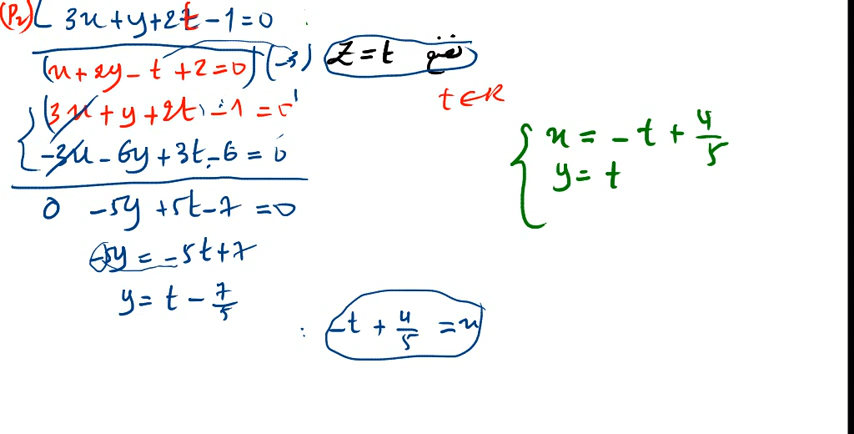 (P₂) { 3x + y + 2t - 1 = 0
(x + 2y - t + 2 = 0) (-3) Z = t نضع
t ∈ R
{ (3x + y + 2t - 1 = 0
-3x - 6y + 3t - 6 = 0
0 -5y + 5t - 7 = 0
-5y = -5t + 7
y = t - 7/5
-t + 4/5 = x
{ x = -t + 4/5
y = t